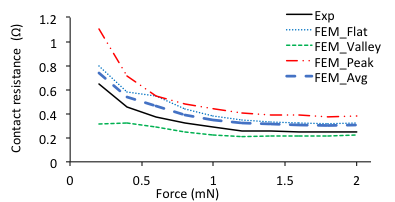 1.2
1
0.8
0.6
0.4
0.2
0
Contact resistance (Ω)
0 0.5 1 1.5 2
Force (mN)
Exp
FEM_Flat
FEM_Valley
FEM_Peak
FEM_Avg